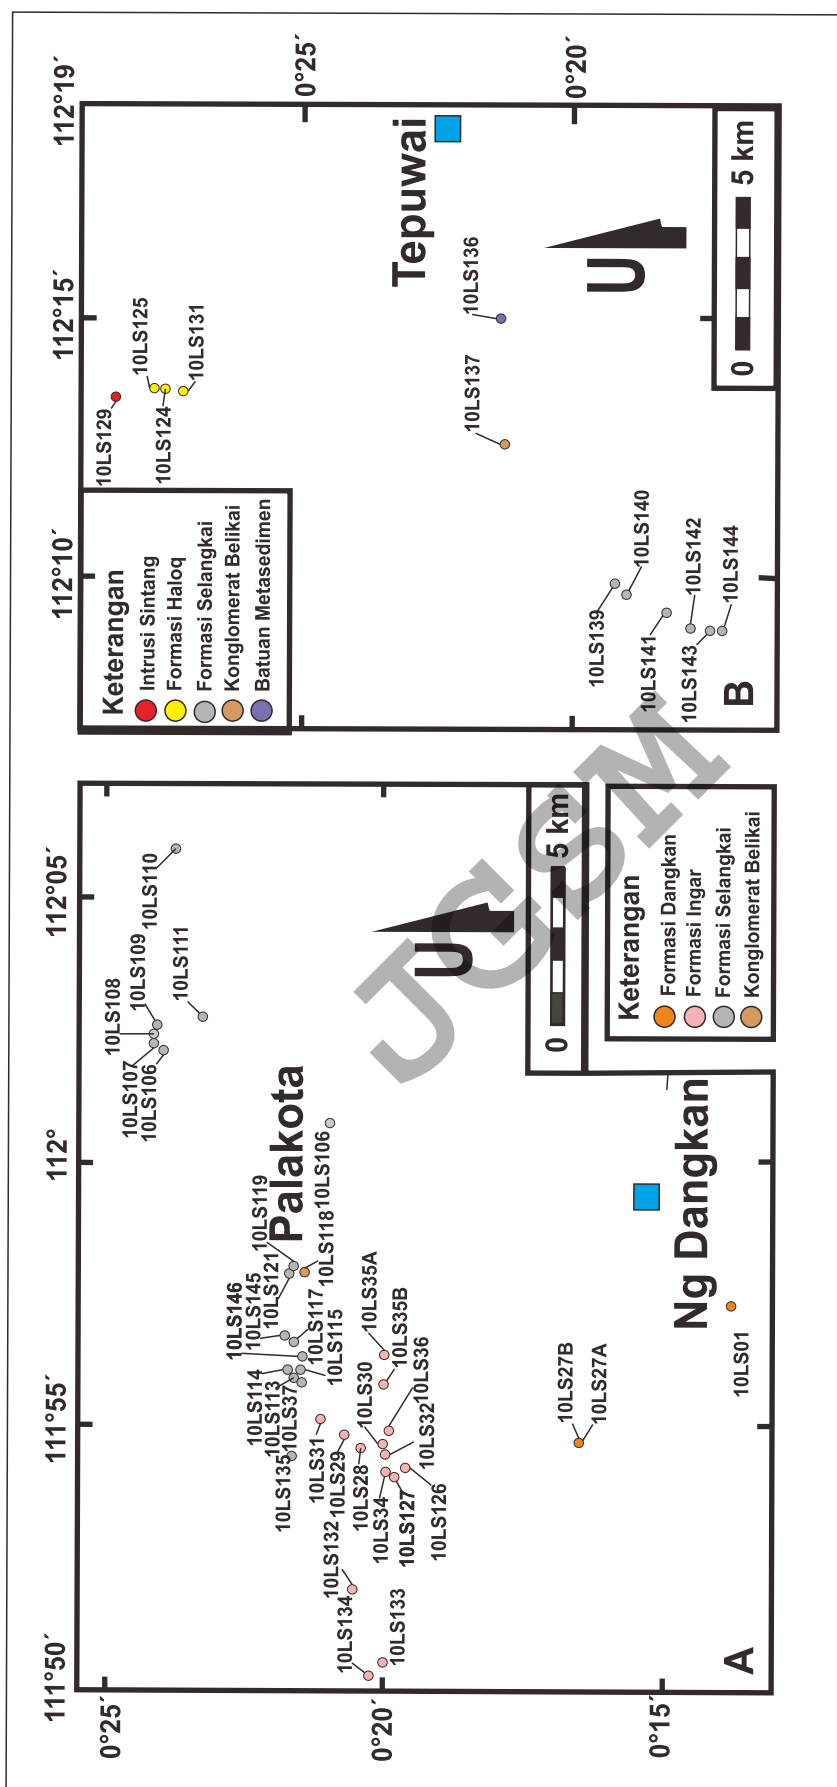 111°50´
111°55´
112°
112°05´
0°25´
0°20´
0°15´
10LS134
10LS133
10LS132
10LS135
10LS37
10LS113
10LS114
10LS146
10LS145
10LS121
10LS119
10LS117
10LS115
10LS118
10LS106
Palakota
10LS31
10LS29
10LS28
10LS34
10LS127
10LS126
10LS32
10LS30
10LS36
10LS35B
10LS35A
10LS107
10LS106
10LS108
10LS109
10LS110
10LS111
10LS27B
10LS27A
10LS01
Ng Dangkan
U
0 5 km
Keterangan
Formasi Dangkan
Formasi Ingar
Formasi Selangkai
Konglomerat Belikai
A
112°10´
112°15´
112°19´
0°25´
0°20´
Keterangan
Intrusi Sintang
Formasi Haloq
Formasi Selangkai
Konglomerat Belikai
Batuan Metasedimen
10LS129
10LS125
10LS124
10LS131
Tepuwai
10LS136
10LS137
10LS139
10LS140
10LS141
10LS142
10LS143
10LS144
U
0 5 km
B
JGSM